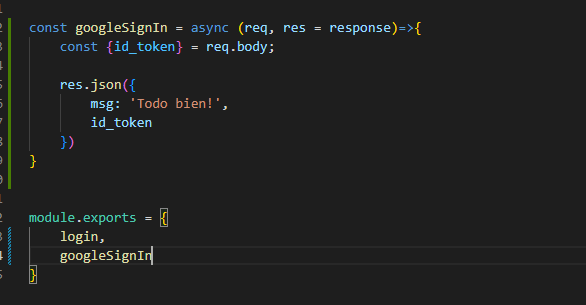 const googleSignIn = async (req, res = response)=>{
    const {id_token} = req.body;
    res.json({
        msg: 'Todo bien!',
        id_token
    })
}
module.exports = {
    login,
    googleSignIn
}